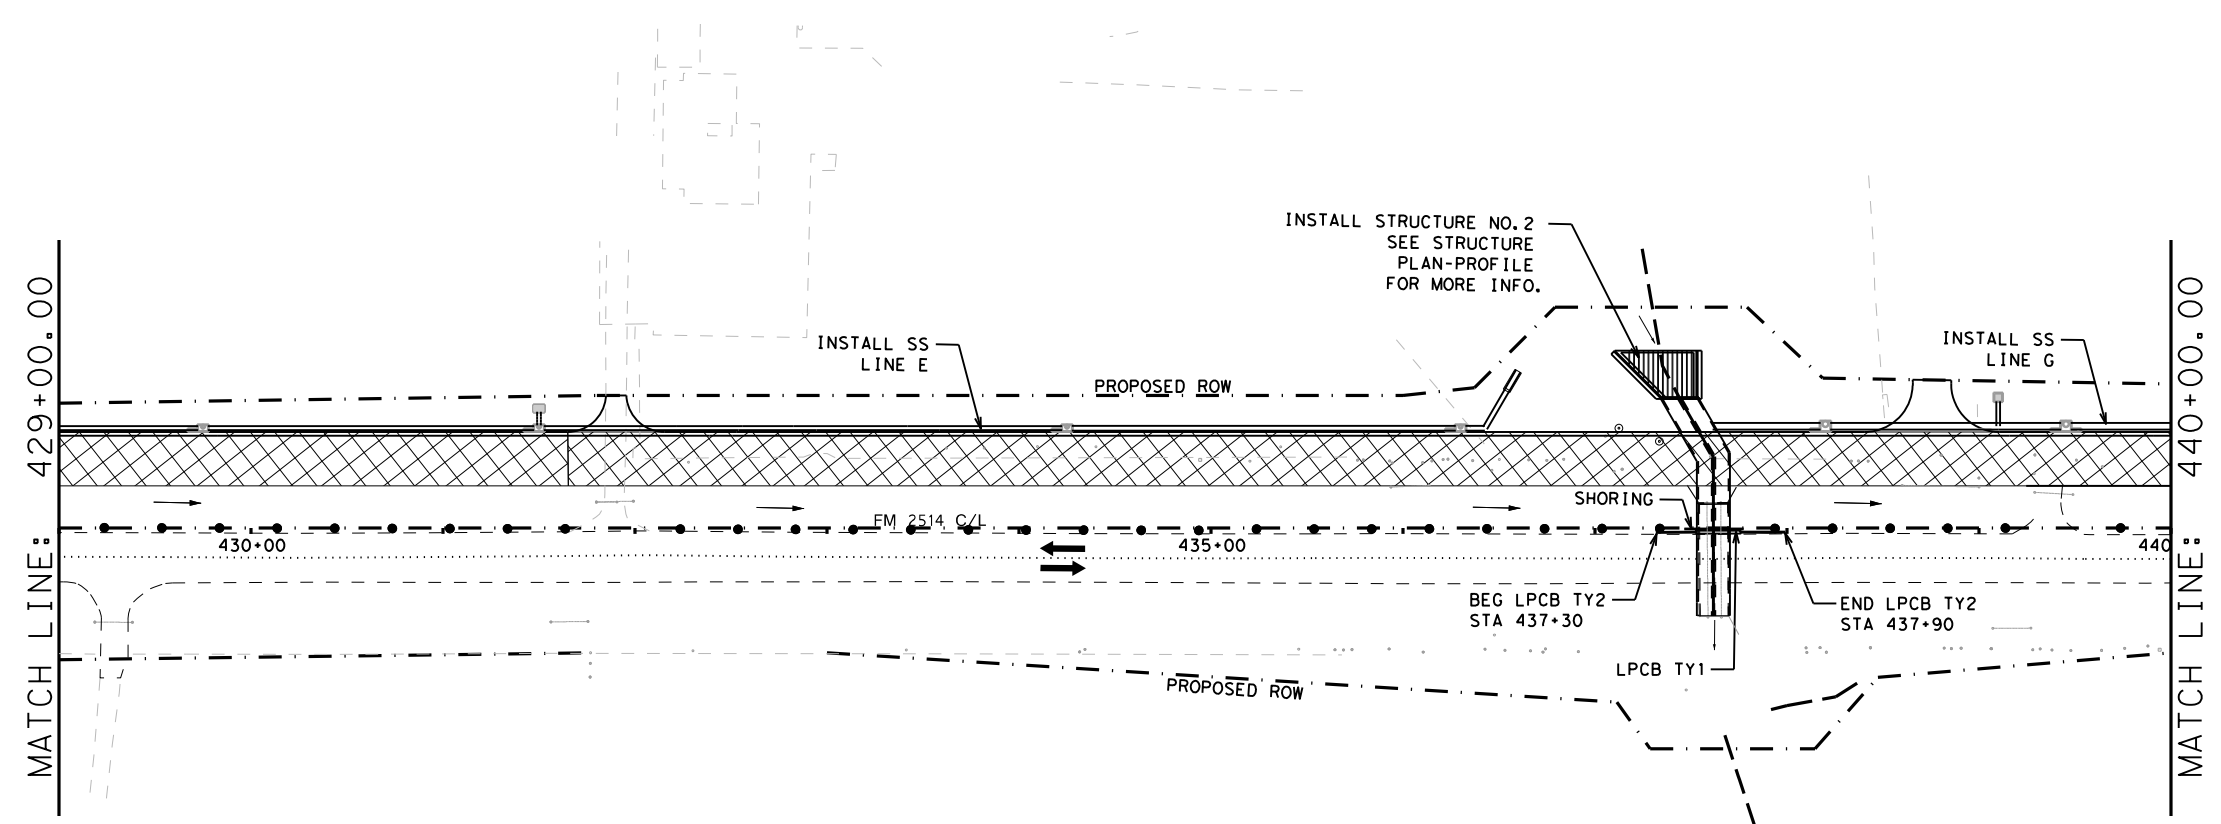 MATCH LINE: 429+00.00
INSTALL STRUCTURE NO.2
SEE STRUCTURE
PLAN-PROFILE
FOR MORE INFO.
INSTALL SS
LINE E
INSTALL SS
LINE G
PROPOSED ROW
SHORING
FM 2514 C/L
430+00
435+00
440
BEG LPCB TY2
STA 437+30
END LPCB TY2
STA 437+90
LPCB TY1
PROPOSED ROW
MATCH LINE: 440+00.00